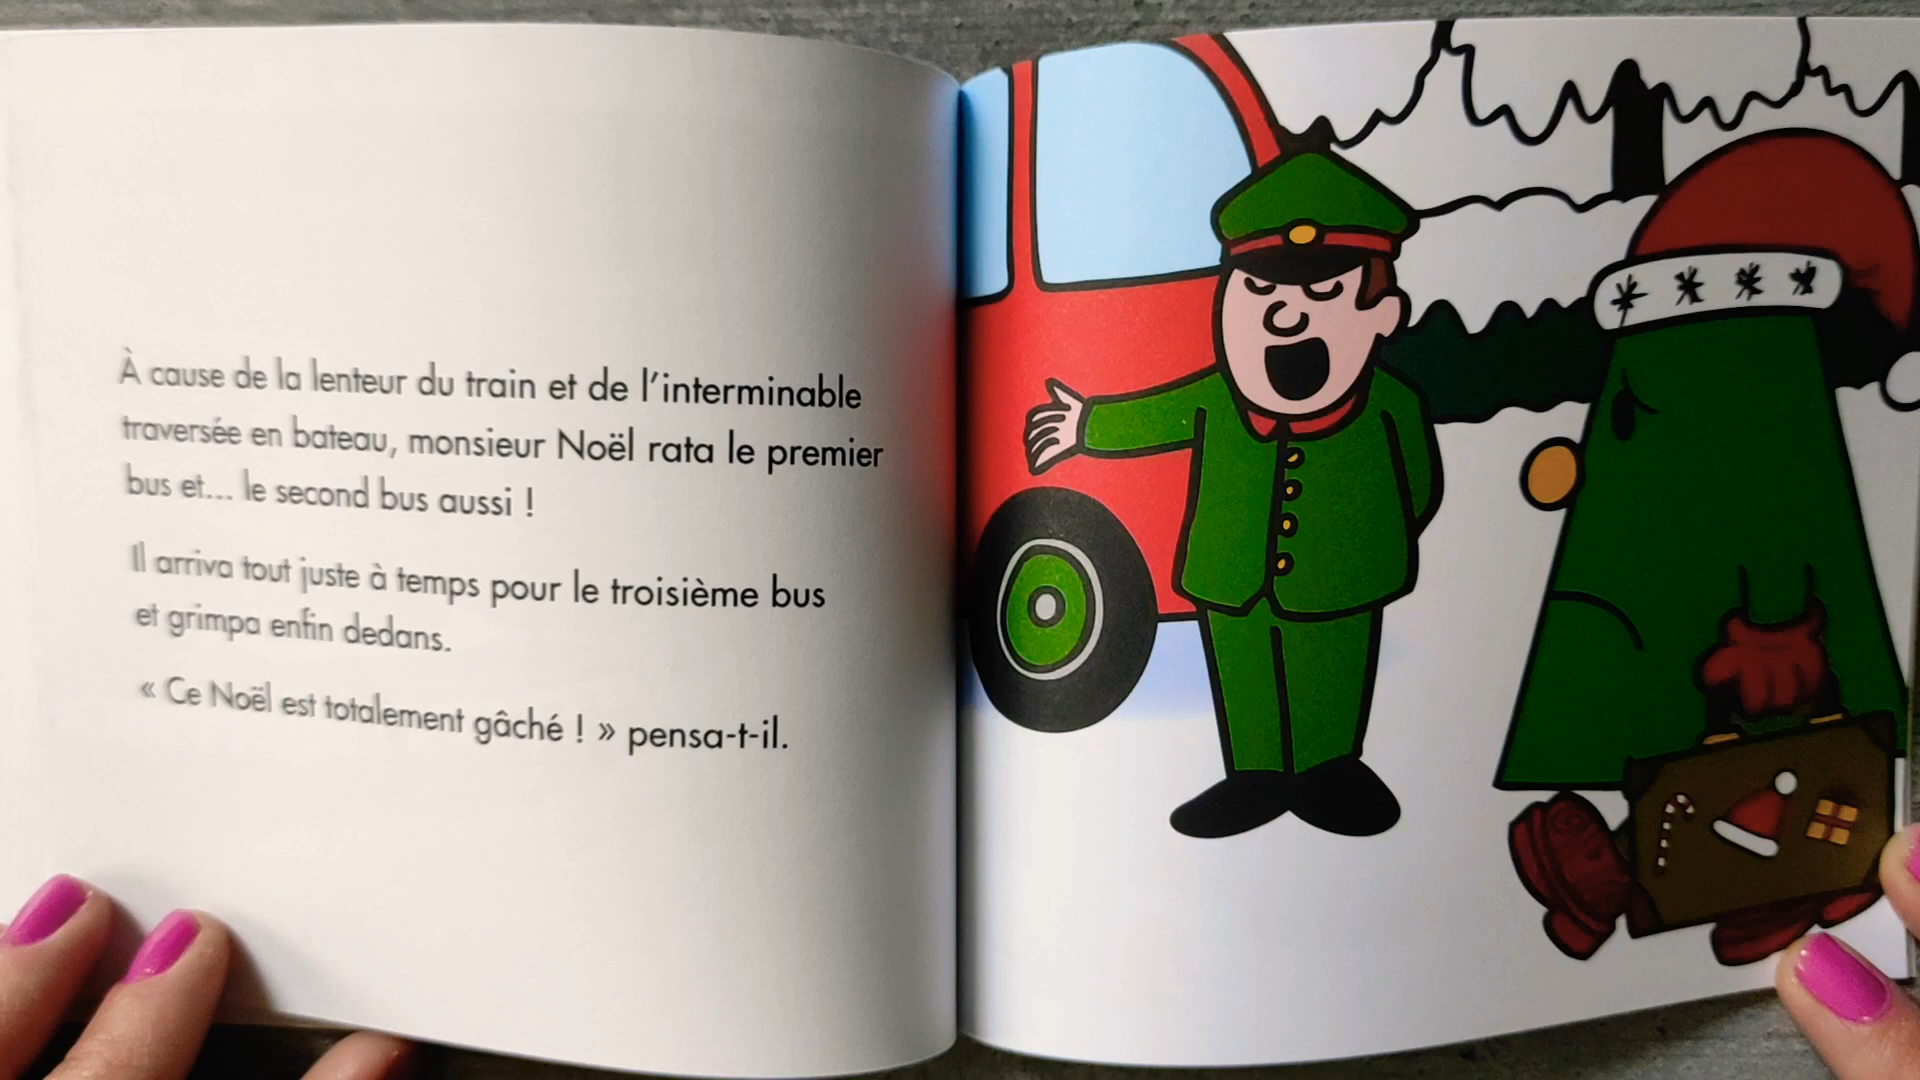 À cause de la lenteur du train et de l'interminable
traversée en bateau, monsieur Noël rata le premier
bus et... le second bus aussi !
Il arriva tout juste à temps pour le troisième bus
et grimpa enfin dedans.
« Ce Noël est totalement gâché ! » pensa-t-il.